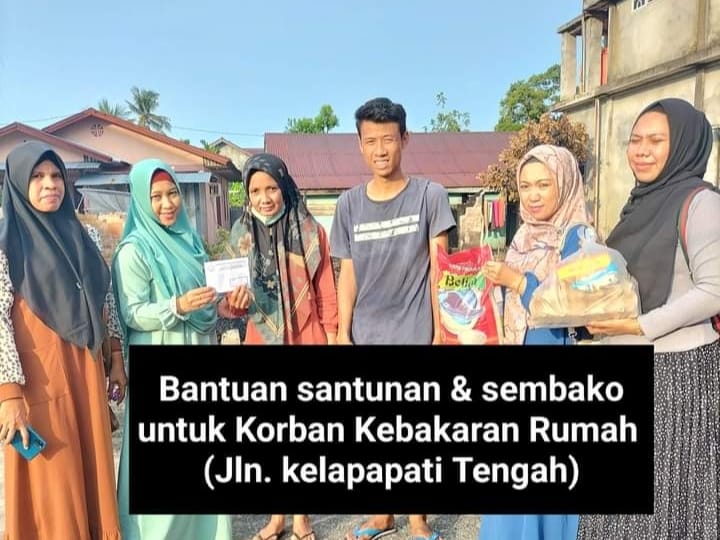 Bantuan santunan & sembako
untuk Korban Kebakaran Rumah
(Jln. kelapapati Tengah)